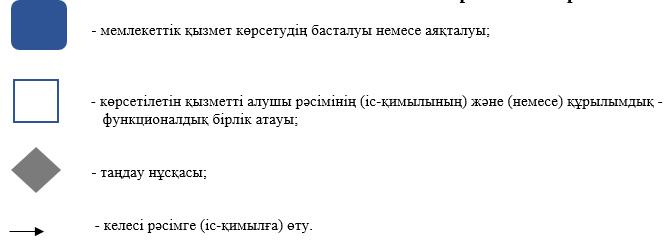 - мемлекеттік қызмет көрсетудің басталуы немесе аяқталуы;
- көрсетілетін қызметті алушы рәсімінің (іс-қимылының) және (немесе) құрылымдық -
функционалдық бірлік атауы;
- таңдау нұсқасы;
- келесі рәсімге (іс-қимылға) өту.